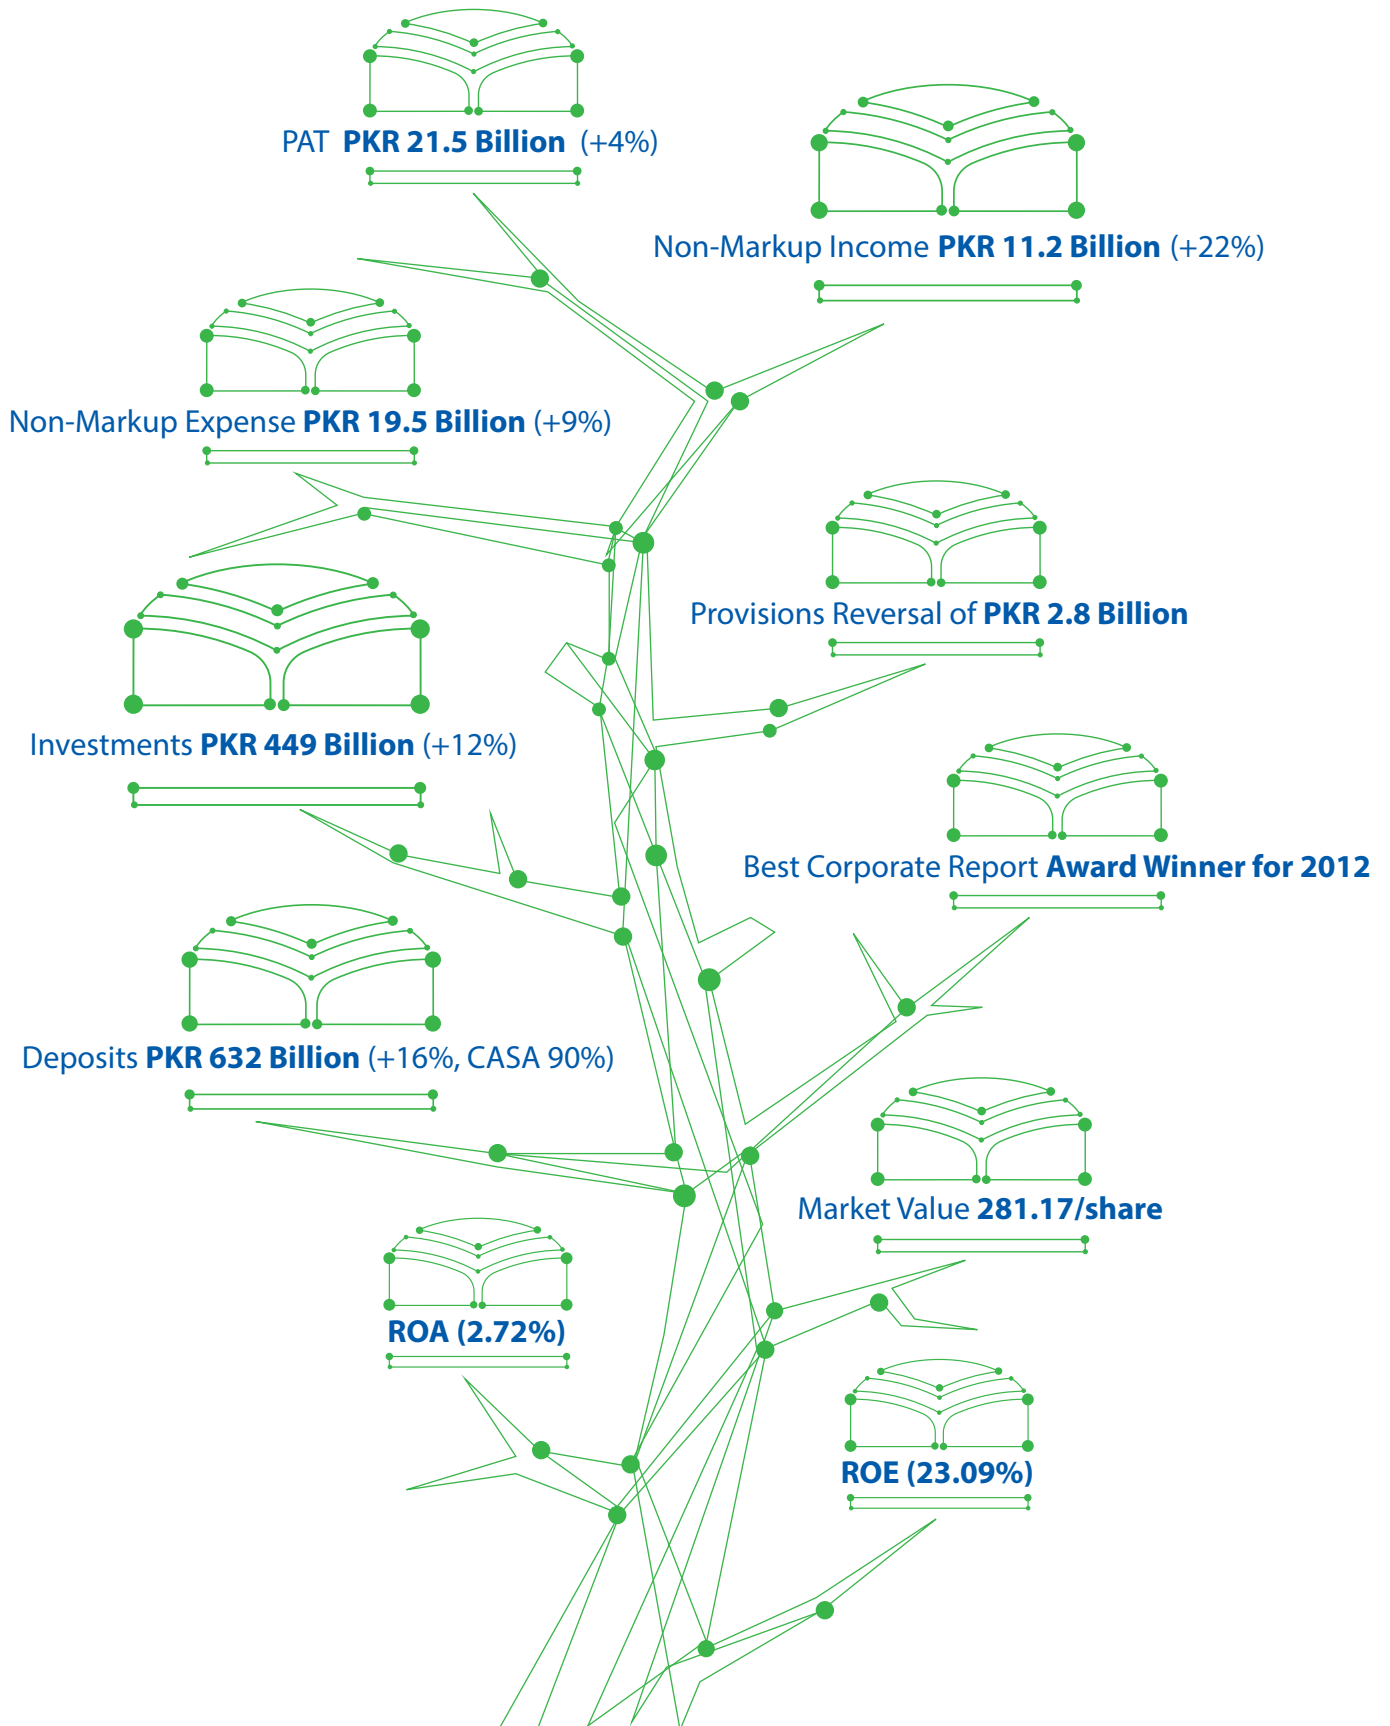 PAT PKR 21.5 Billion (+4%)
Non-Markup Income PKR 11.2 Billion (+22%)
Non-Markup Expense PKR 19.5 Billion (+9%)
Provisions Reversal of PKR 2.8 Billion
Investments PKR 449 Billion (+12%)
Best Corporate Report Award Winner for 2012
Deposits PKR 632 Billion (+16%, CASA 90%)
Market Value 281.17/share
ROA (2.72%)
ROE (23.09%)